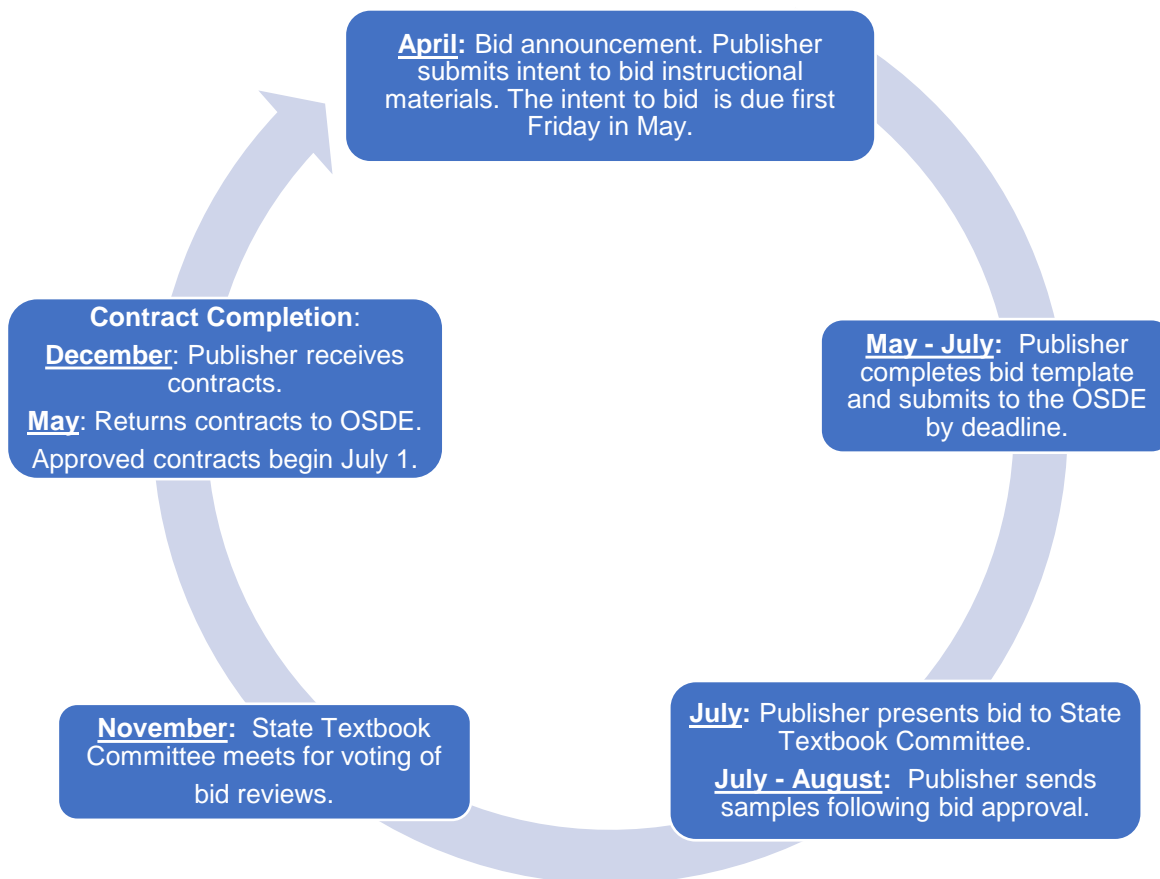 April: Bid announcement. Publisher
submits intent to bid instructional
materials. The intent to bid is due first
Friday in May.
May - July: Publisher
completes bid template
and submits to the OSDE
by deadline.
July: Publisher presents bid to State
Textbook Committee.
July - August: Publisher sends
samples following bid approval.
November: State Textbook
Committee meets for voting of
bid reviews.
Contract Completion:
December: Publisher receives
contracts.
May: Returns contracts to OSDE.
Approved contracts begin July 1.